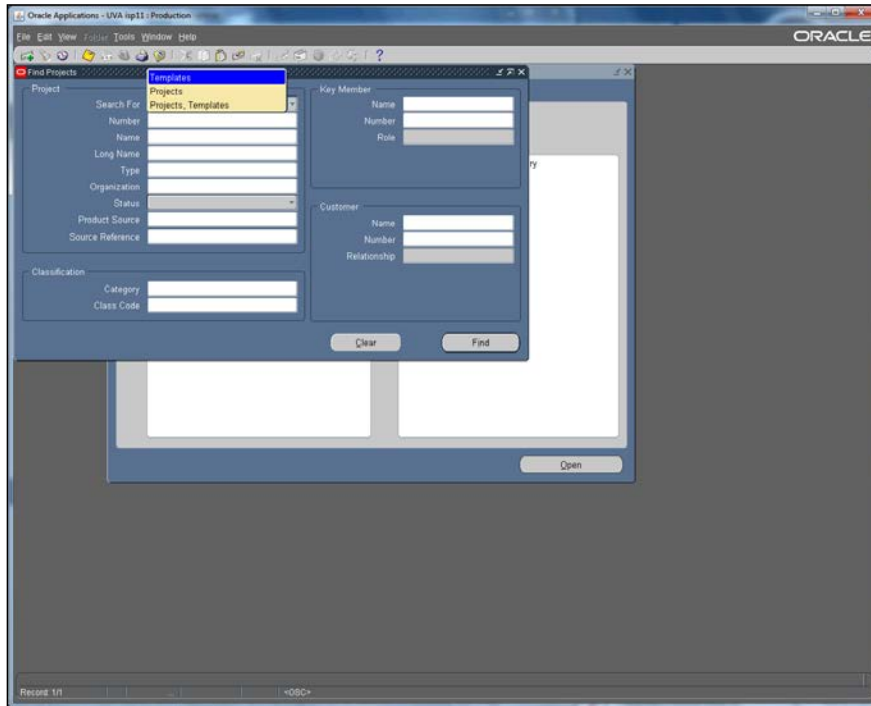 Oracle Applications - UVA isp11 : Production
File Edit View Folder Tools Window Help
ORACLE
Find Projects
Templates
Projects
Projects, Templates
Project
Search For
Number
Name
Long Name
Type
Organization
Status
Product Source
Source Reference
Key Member
Name
Number
Role
ry
Customer
Name
Number
Relationship
Classification
Category
Class Code
Clear
Find
Open
Record: 1/1
...
<OSC>